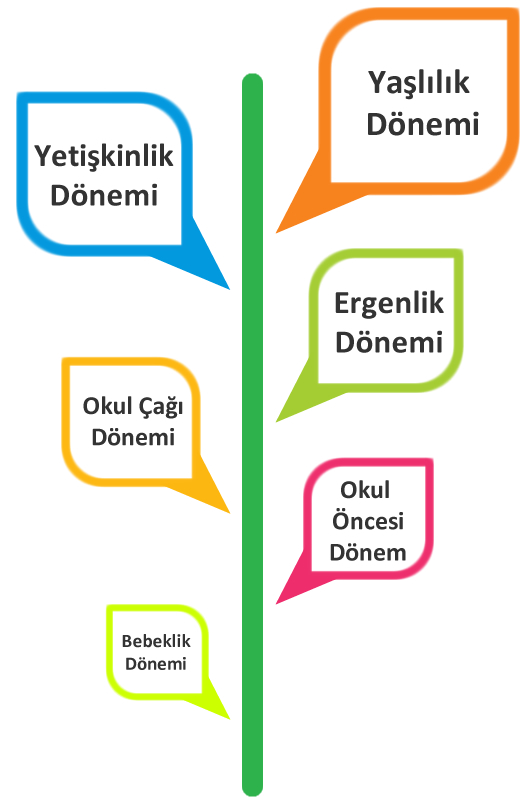 Yaşlılık
Dönemi
Yetişkinlik
Dönemi
Ergenlik
Dönemi
Okul Çağı
Dönemi
Okul
Öncesi
Dönem
Bebeklik
Dönemi